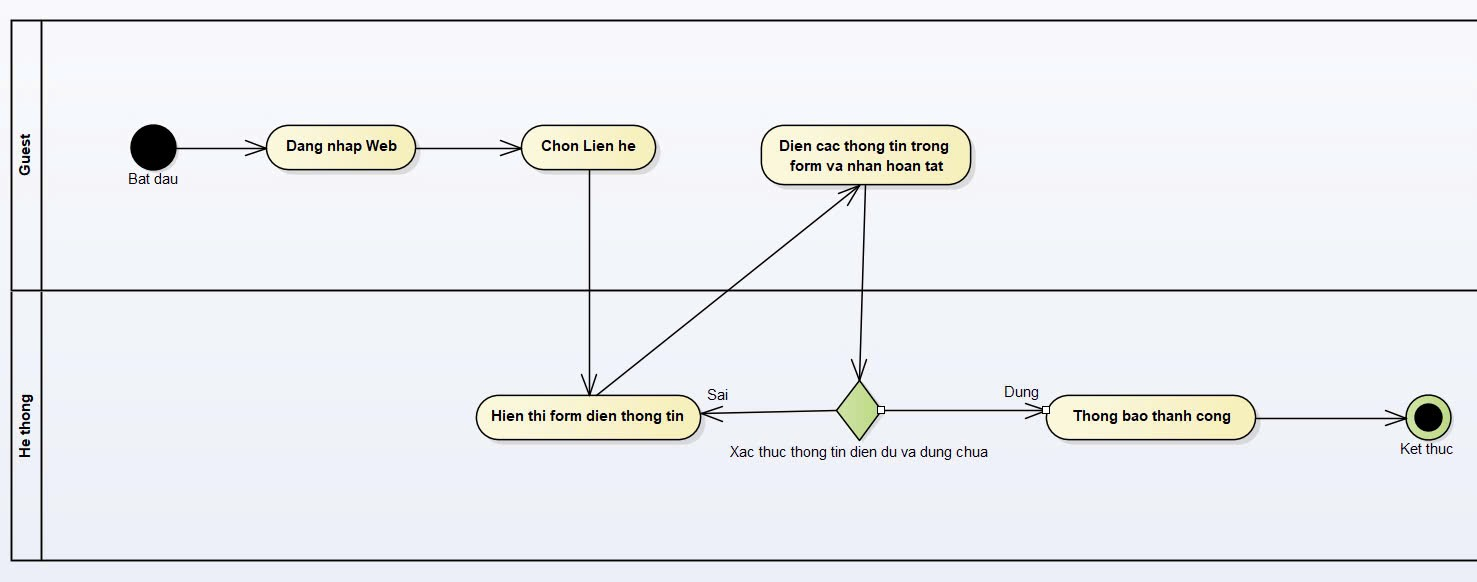 Guest
Bat dau
Dang nhap Web
Chon Lien he
Dien cac thong tin trong
form va nhan hoan tat
He thong
Hien thi form dien thong tin
Sai
Xac thuc thong tin dien du va dung chua
Dung
Thong bao thanh cong
Ket thuc